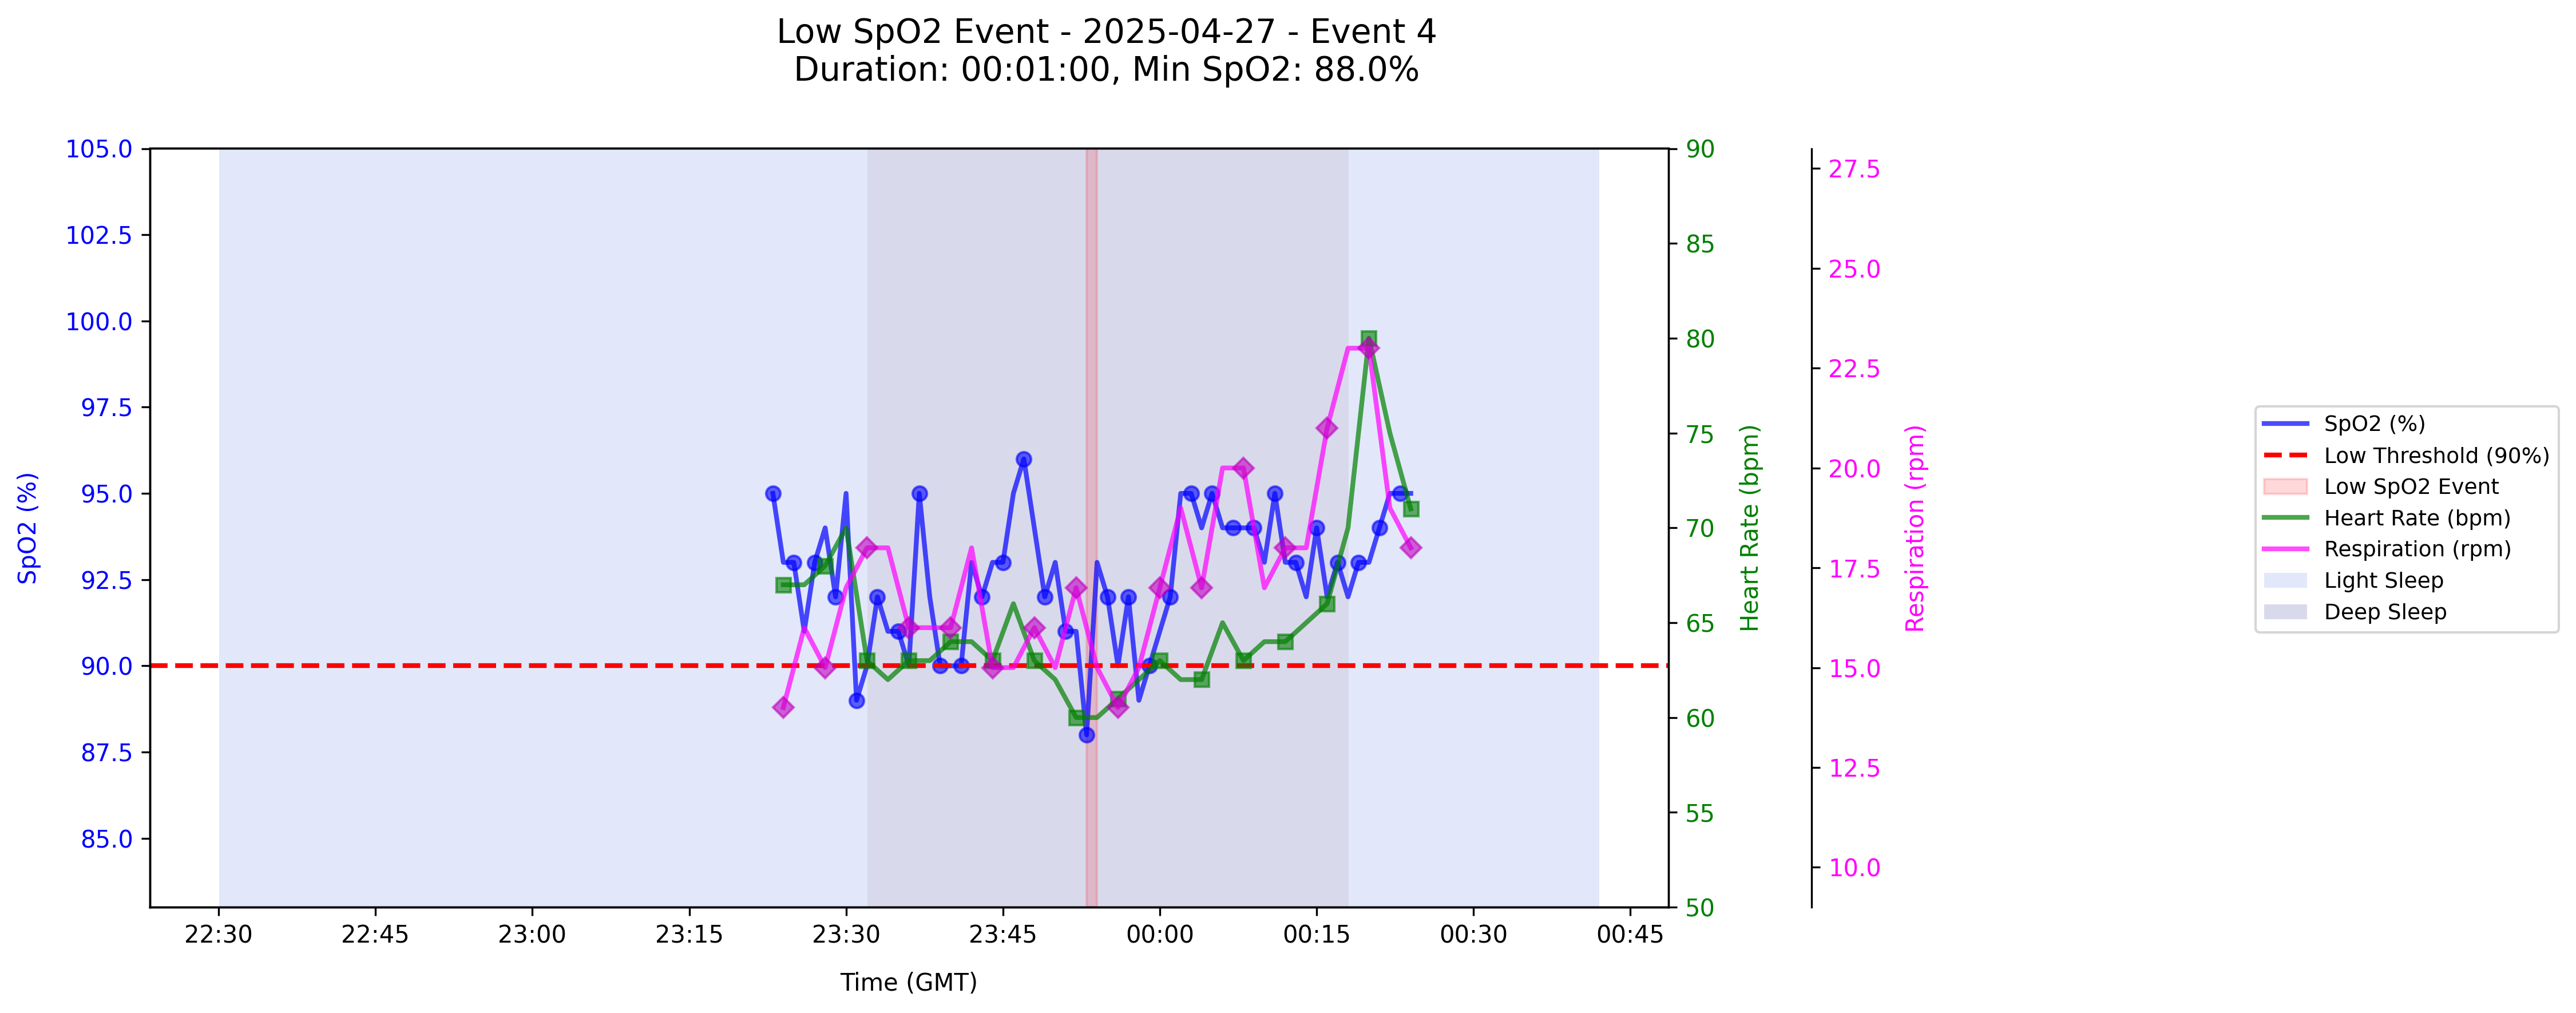 Low SpO2 Event - 2025-04-27 - Event 4
Duration: 00:01:00, Min SpO2: 88.0%
SpO2 (%)
105.0
102.5
100.0
97.5
95.0
92.5
90.0
87.5
85.0
22:30 22:45 23:00 23:15 23:30 23:45 00:00 00:15 00:30 00:45
Time (GMT)
90
85
80
75
70
65
60
55
50
Heart Rate (bpm)
27.5
25.0
22.5
20.0
17.5
15.0
12.5
10.0
Respiration (rpm)
SpO2 (%)
Low Threshold (90%)
Low SpO2 Event
Heart Rate (bpm)
Respiration (rpm)
Light Sleep
Deep Sleep